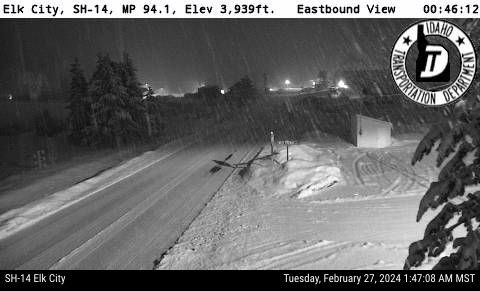 Elk City, SH-14, MP 94.1, Elev 3,939ft. Eastbound View 00:46:12
IDAHO
TRANSPORTATION DEPARTMENT
SH-14 Elk City Tuesday, February 27, 2024 1:47:08 AM MST